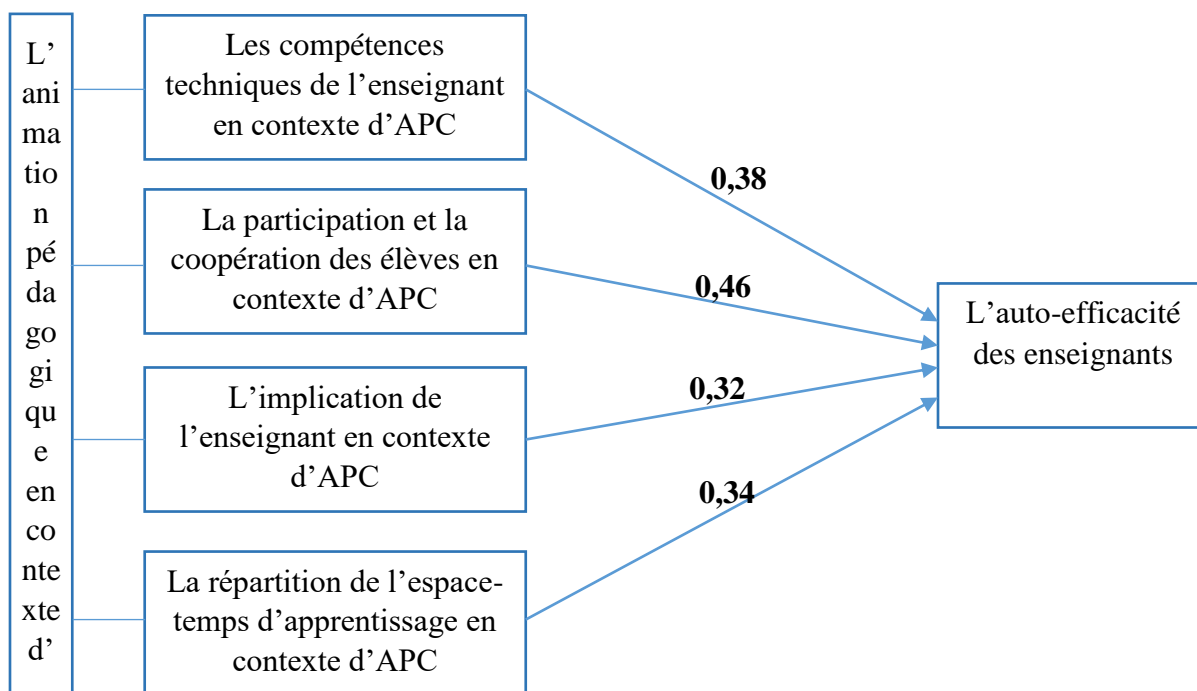 L’
ani
ma
tio
n
pé
da
go
gi
qu
e
en
co
nte
xte
d’
Les compétences
techniques de l’enseignant
en contexte d’APC
La participation et la
coopération des élèves en
contexte d’APC
L’implication de
l’enseignant en contexte
d’APC
La répartition de l’espace-
temps d’apprentissage en
contexte d’APC
0,38
0,46
0,32
0,34
L’auto-efficacité
des enseignants